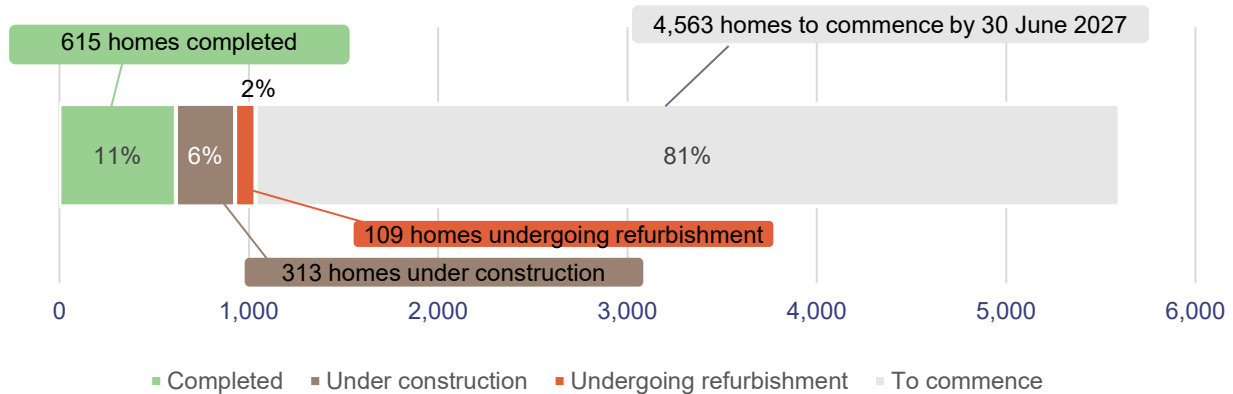 4,563 homes to commence by 30 June 2027
615 homes completed
2%
11%
6%
81%
109 homes undergoing refurbishment
313 homes under construction
0
1,000
2,000
3,000
4,000
5,000
6,000
Completed
Under construction
Undergoing refurbishment
To commence